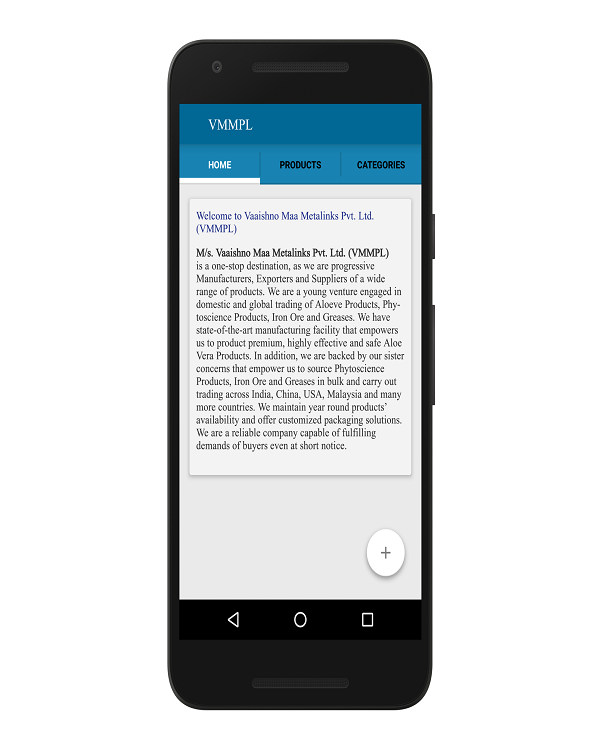 VMMPL
HOME PRODUCTS CATEGORIES
Welcome to Vaaishno Maa Metalinks Pvt. Ltd.
(VMMPL)
M/s. Vaaishno Maa Metalinks Pvt. Ltd. (VMMPL)
is a one-stop destination, as we are progressive
Manufacturers, Exporters and Suppliers of a wide
range of products. We are a young venture engaged in
domestic and global trading of Aloeve Products, Phy-
toscience Products, Iron Ore and Greases. We have
state-of-the-art manufacturing facility that empowers
us to product premium, highly effective and safe Aloe
Vera Products. In addition, we are backed by our sister
concerns that empower us to source Phytoscience
Products, Iron Ore and Greases in bulk and carry out
trading across India, China, USA, Malaysia and many
more countries. We maintain year round products’
availability and offer customized packaging solutions.
We are a reliable company capable of fulfilling
demands of buyers even at short notice.
+